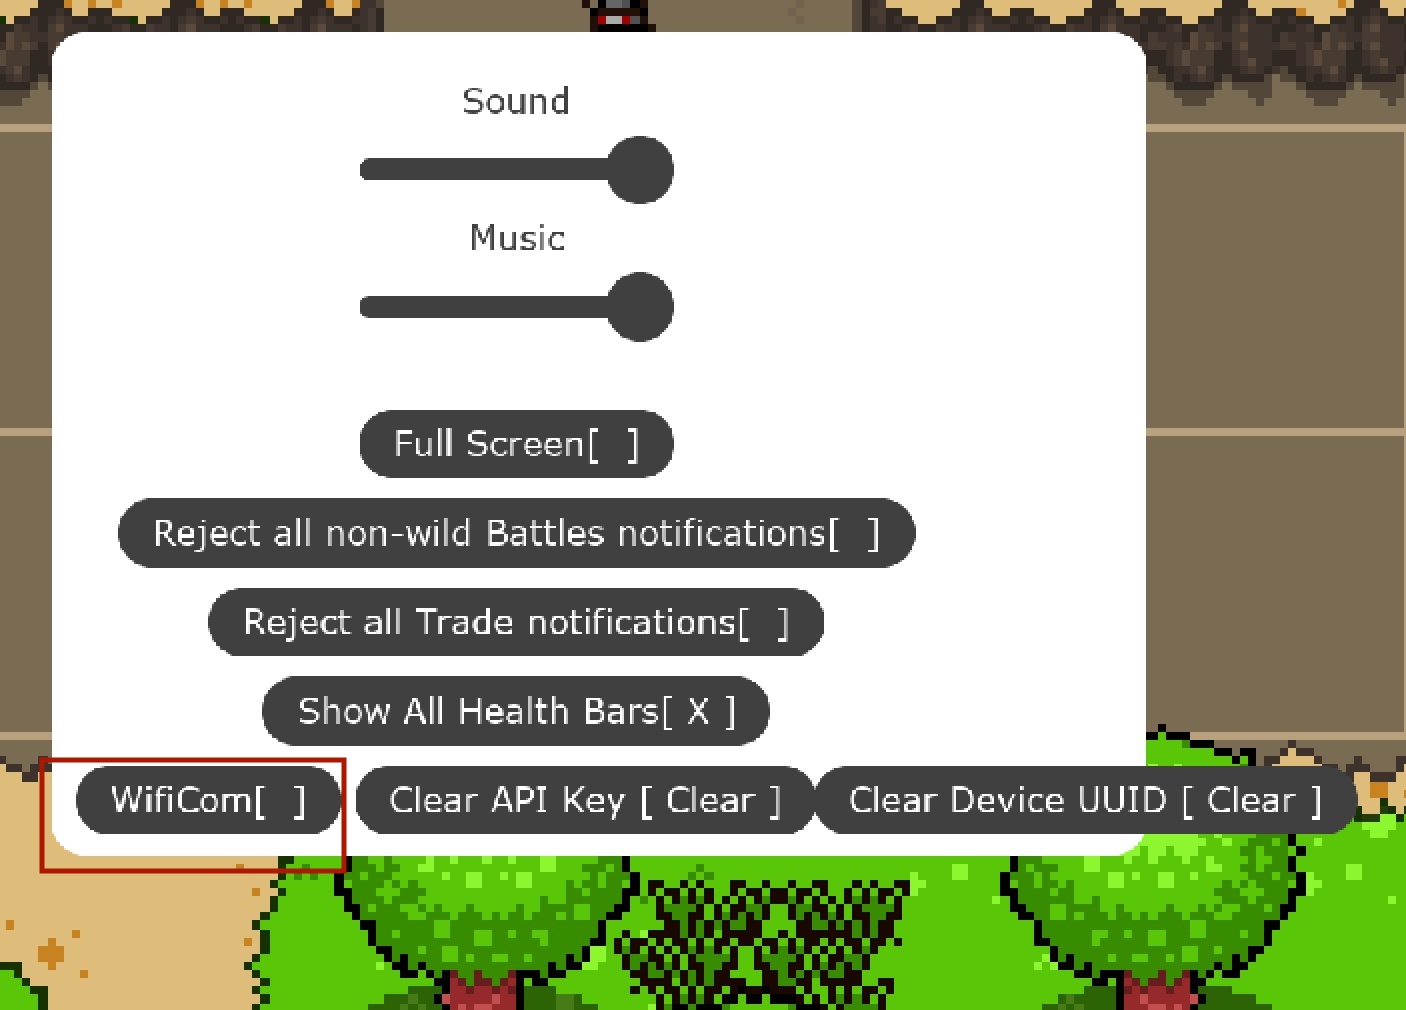 Sound
Music
Full Screen[  ]
Reject all non-wild Battles notifications[  ]
Reject all Trade notifications[  ]
Show All Health Bars[ X ]
WifiCom[  ] Clear API Key [ Clear ] Clear Device UUID [ Clear ]